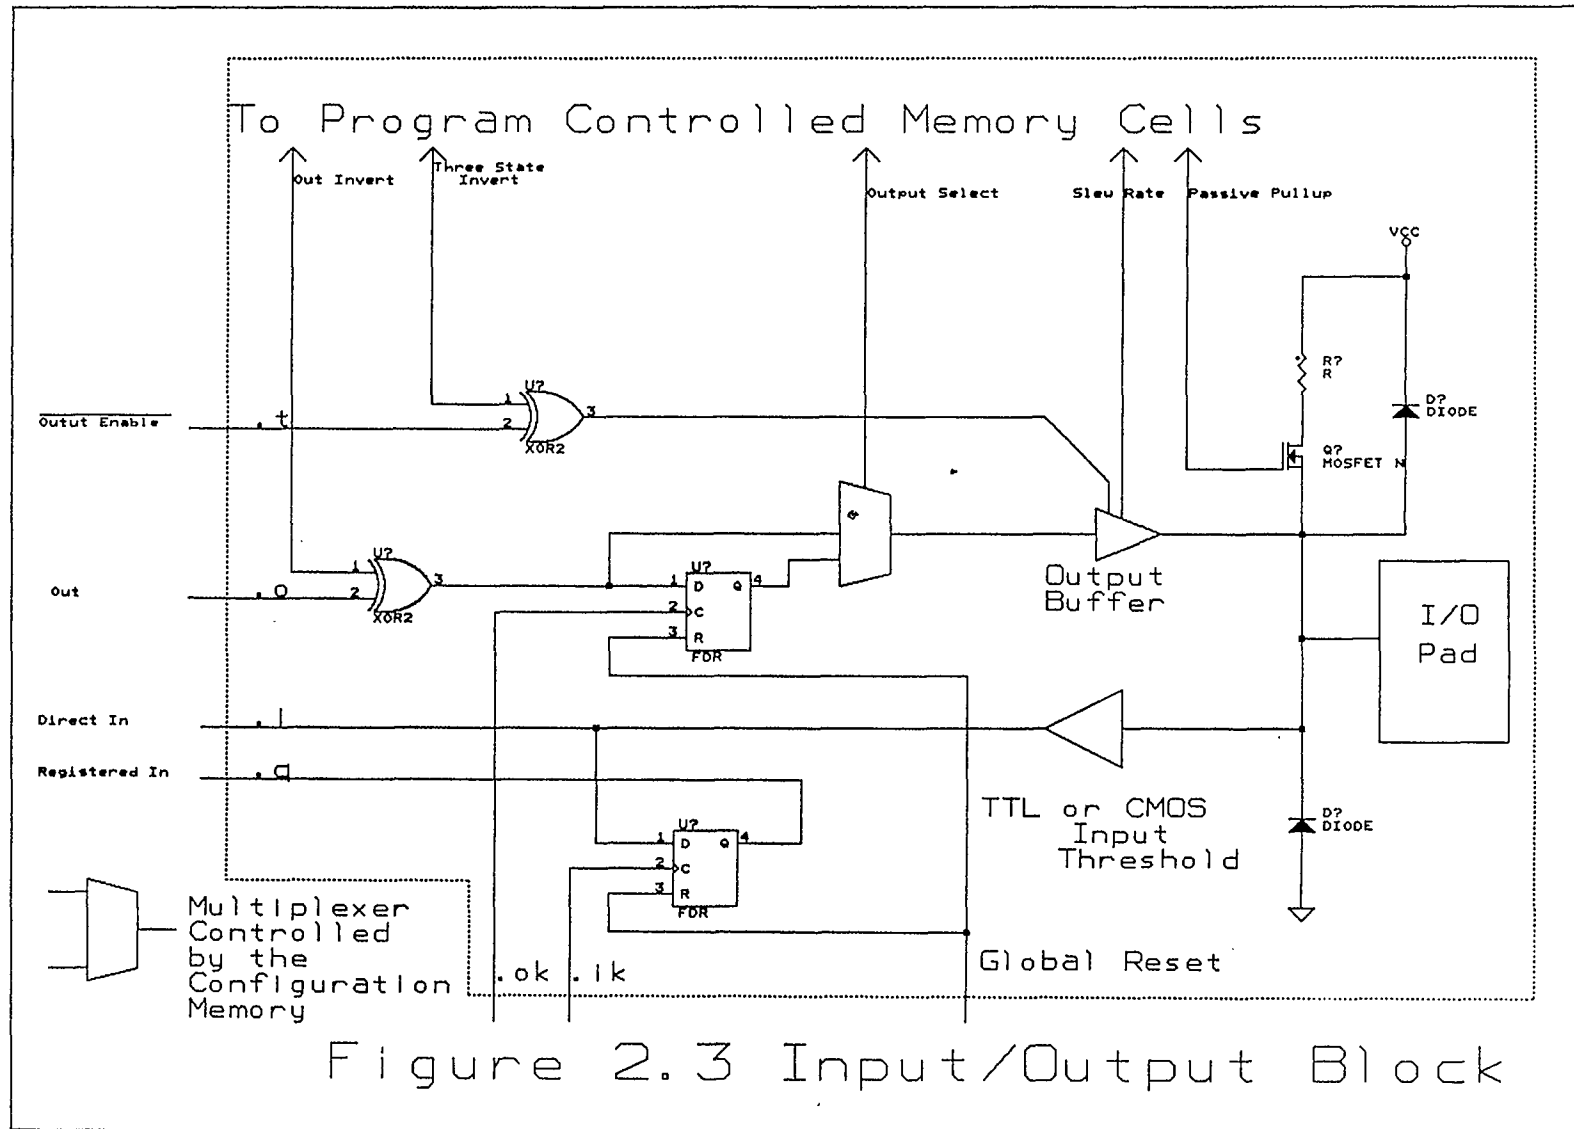 To Program Controlled Memory Cells
Out Invert
Three State
Invert
Output Select
Slew Rate
Passive Pullup
VCC
R?
R
D?
DIODE
Q?
MOSFET N
U?
1
2
3
XOR2
Outut Enable
.t
U?
1
2
3
XOR2
Out
.o
U?
1
D
Q
4
2
C
3
R
FDR
Output
Buffer
I/O
Pad
Direct In
.i
Registered In
.q
TTL or CMOS
Input
Threshold
D?
DIODE
U?
1
D
Q
4
2
C
3
R
FDR
Multiplexer
Controlled
by the
Configuration
Memory
.ok
.ik
Global Reset
Figure 2.3 Input/Output Block